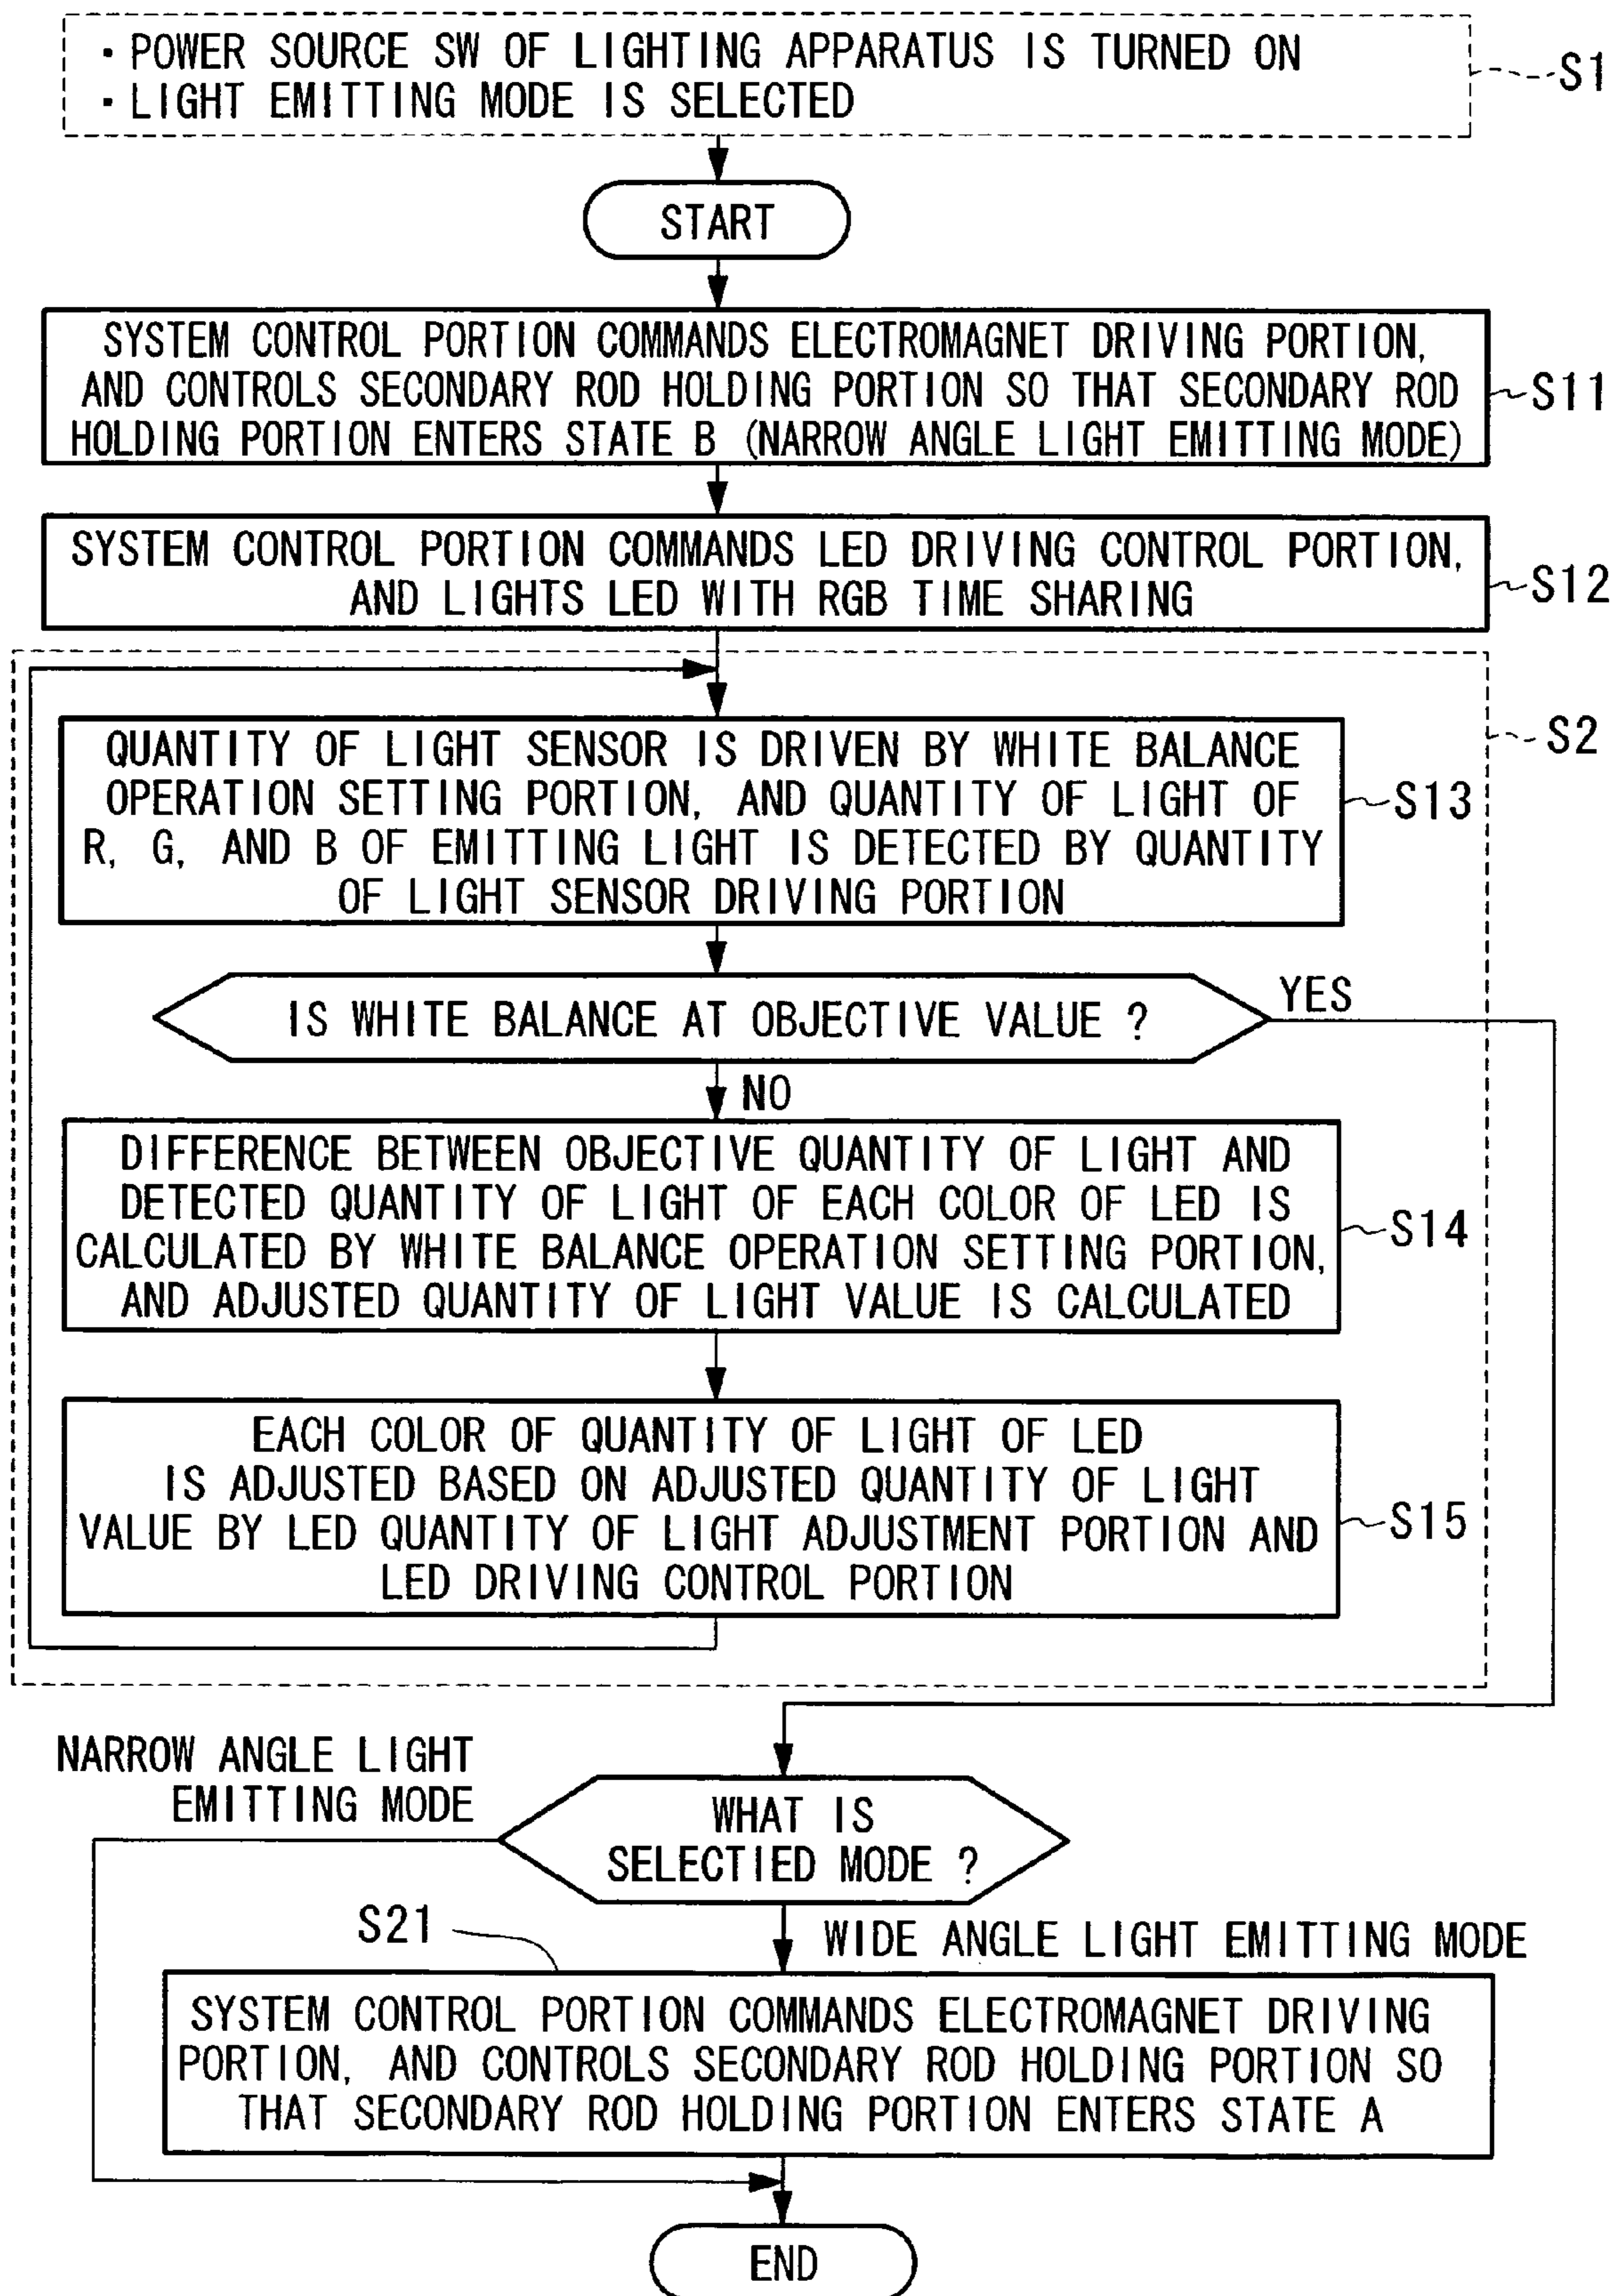 · POWER SOURCE SW OF LIGHTING APPARATUS IS TURNED ON
· LIGHT EMITTING MODE IS SELECTED
S1
START
SYSTEM CONTROL PORTION COMMANDS ELECTROMAGNET DRIVING PORTION,
AND CONTROLS SECONDARY ROD HOLDING PORTION SO THAT SECONDARY ROD
HOLDING PORTION ENTERS STATE B (NARROW ANGLE LIGHT EMITTING MODE)
S11
SYSTEM CONTROL PORTION COMMANDS LED DRIVING CONTROL PORTION,
AND LIGHTS LED WITH RGB TIME SHARING
S12
S2
QUANTITY OF LIGHT SENSOR IS DRIVEN BY WHITE BALANCE
OPERATION SETTING PORTION, AND QUANTITY OF LIGHT OF
R, G, AND B OF EMITTING LIGHT IS DETECTED BY QUANTITY
OF LIGHT SENSOR DRIVING PORTION
S13
IS WHITE BALANCE AT OBJECTIVE VALUE ?
YES
NO
DIFFERENCE BETWEEN OBJECTIVE QUANTITY OF LIGHT AND
DETECTED QUANTITY OF LIGHT OF EACH COLOR OF LED IS
CALCULATED BY WHITE BALANCE OPERATION SETTING PORTION,
AND ADJUSTED QUANTITY OF LIGHT VALUE IS CALCULATED
S14
EACH COLOR OF QUANTITY OF LIGHT OF LED
IS ADJUSTED BASED ON ADJUSTED QUANTITY OF LIGHT
VALUE BY LED QUANTITY OF LIGHT ADJUSTMENT PORTION AND
LED DRIVING CONTROL PORTION
S15
NARROW ANGLE LIGHT
EMITTING MODE
WHAT IS
SELECTIED MODE ?
S21
WIDE ANGLE LIGHT EMITTING MODE
SYSTEM CONTROL PORTION COMMANDS ELECTROMAGNET DRIVING
PORTION, AND CONTROLS SECONDARY ROD HOLDING PORTION SO
THAT SECONDARY ROD HOLDING PORTION ENTERS STATE A
END